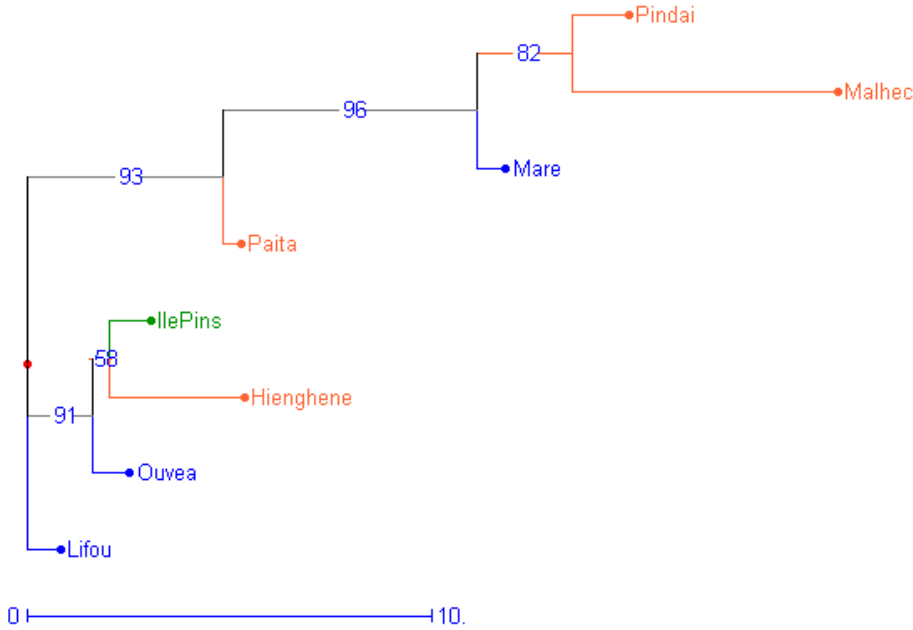 Pindai
82
Malhec
96
Mare
93
Paita
IlePins
58
Hienghene
91
Ouvea
Lifou
0 10.